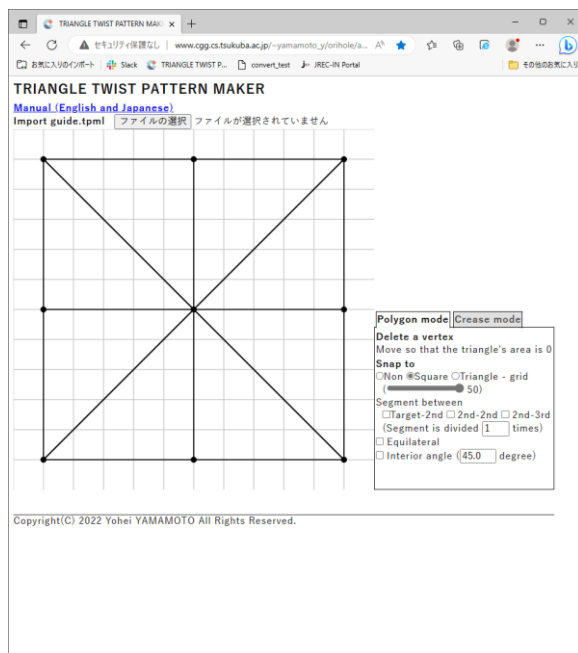 TRIANGLE TWIST PATTERN MAK
セキュリティ保護なし | www.cgg.cs.tsukuba.ac.jp/~yamamoto_y/orihole/a...
お気に入りのインポート Slack TRIANGLE TWIST P... convert_test JREC-IN Portal その他のお気に入り
TRIANGLE TWIST PATTERN MAKER
Manual (English and Japanese)
Import guide.tpml ファイルの選択 ファイルが選択されていません
Polygon mode Crease mode
Delete a vertex
Move so that the triangle's area is 0
Snap to
Non Square Triangle - grid
( 50)
Segment between
Target-2nd 2nd-2nd 2nd-3rd
(Segment is divided 1 times)
Equilateral
Interior angle (45.0 degree)
Copyright(C) 2022 Yohei YAMAMOTO All Rights Reserved.